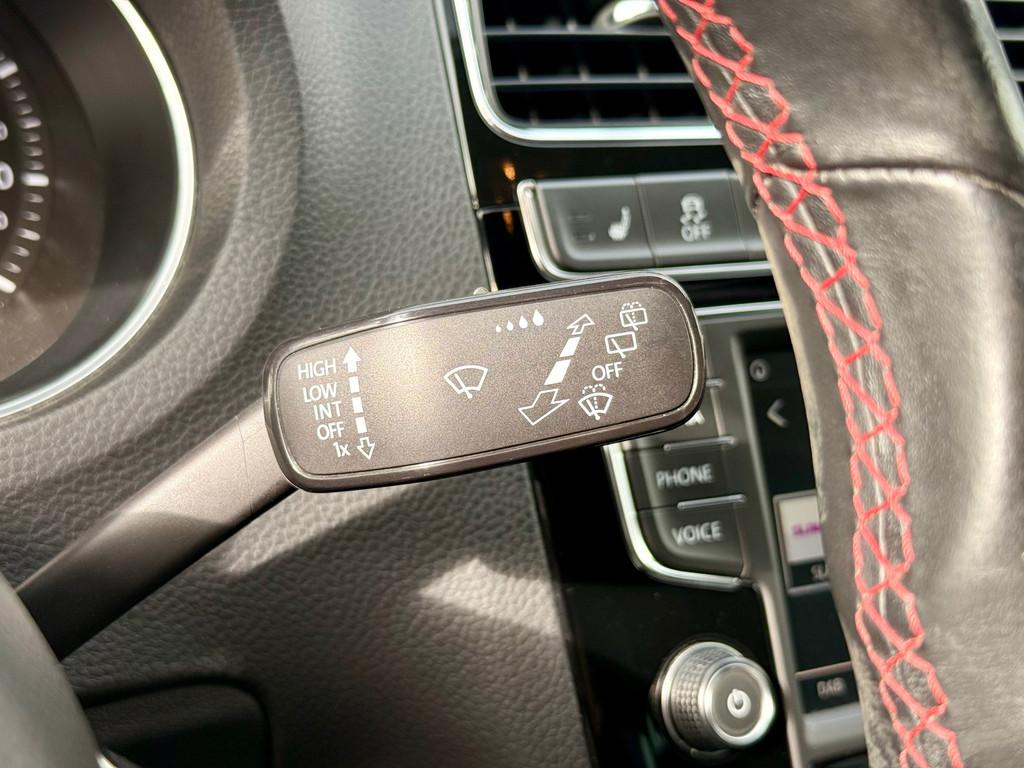 OFF
HIGH
LOW
INT
OFF
1x
OFF
PHONE
VOICE
DAB